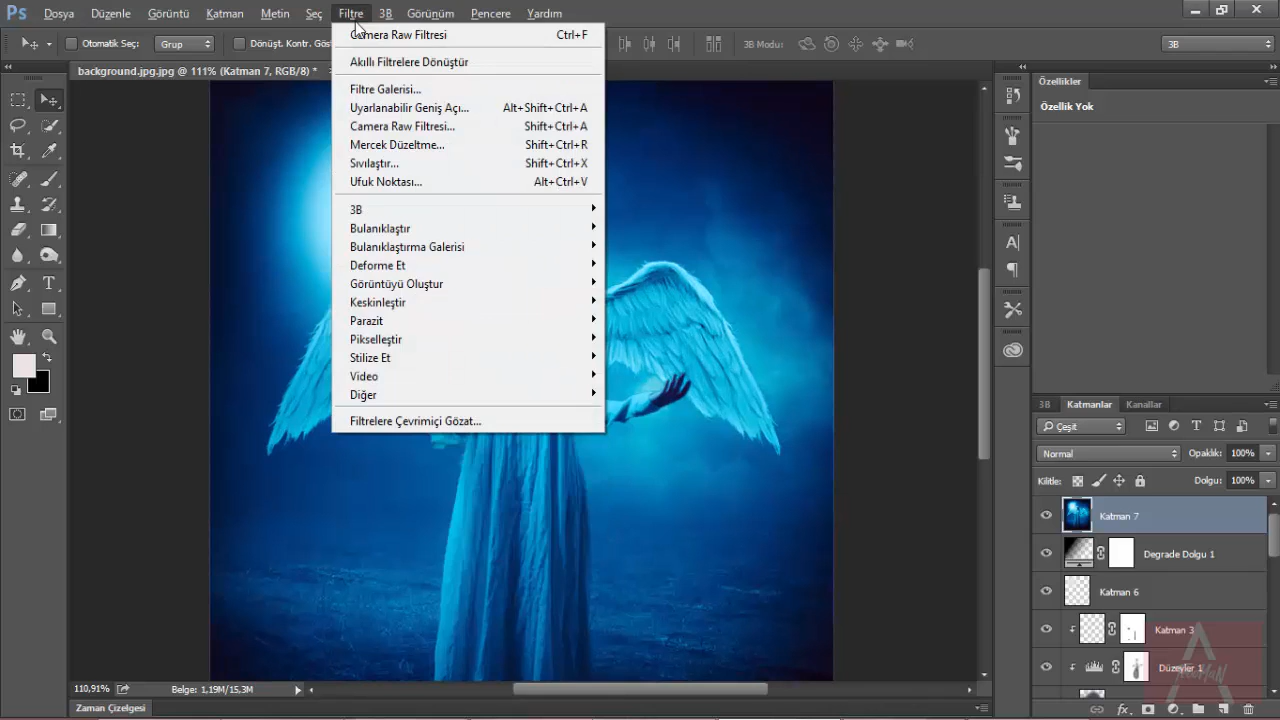 Ps Dosya Düzenle Görüntü Katman Metin Seç Filtre 3B Görünüm Pencere Yardım
Otomatik Seç: Grup Dönüşt. Kontr. Gös 3B Modu: 3B
background.jpg.jpg @ 111% (Katman 7, RGB/8) *
Camera Raw Filtresi Ctrl+F
Akıllı Filtrelere Dönüştür
Filtre Galerisi...
Uyarlanabilir Geniş Açı... Alt+Shift+Ctrl+A
Camera Raw Filtresi... Shift+Ctrl+A
Mercek Düzeltme... Shift+Ctrl+R
Sıvılaştır... Shift+Ctrl+X
Ufuk Noktası... Alt+Ctrl+V
3B
Bulanıklaştır
Bulanıklaştırma Galerisi
Deforme Et
Görüntüyü Oluştur
Keskinleştir
Parazit
Pikselleştir
Stilize Et
Video
Diğer
Filtrelere Çevrimiçi Gözat...
Özellikler
Özellik Yok
3B Katmanlar Kanallar
Çeşit
Normal Opaklık: 100%
Kilitle: Dolgu: 100%
Katman 7
Degrade Dolgu 1
Katman 6
Katman 3
Düzeyler 1
110,91% Belge: 1,19M/15,3M
Zaman Çizelgesi